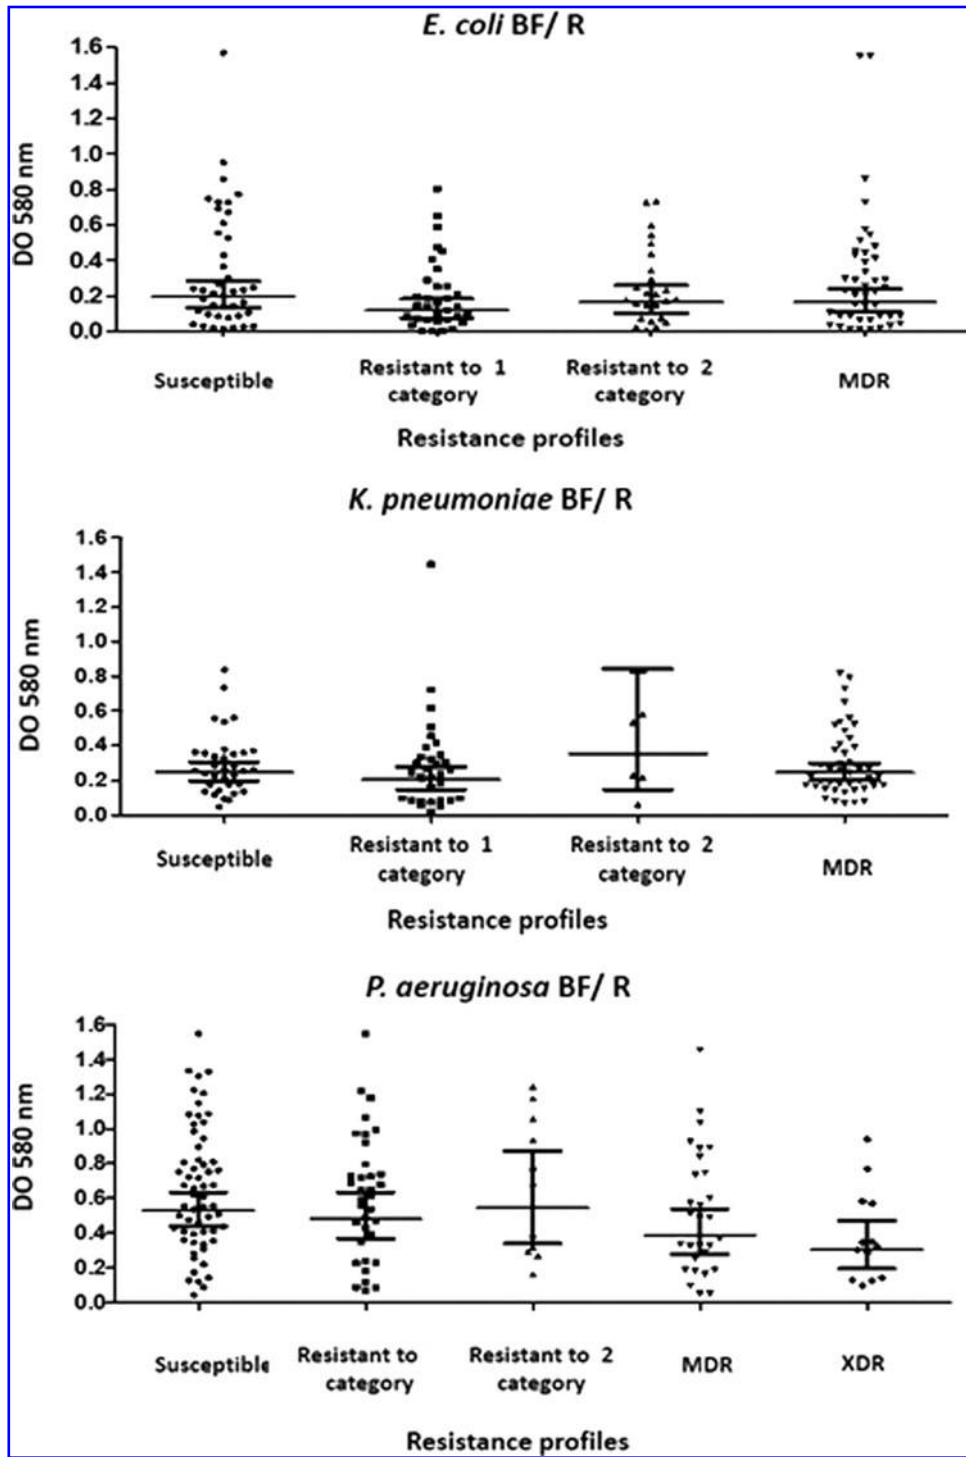 E. coli BF/ R
DO 580 nm
1.6
1.4
1.2
1.0
0.8
0.6
0.4
0.2
0.0
Susceptible
Resistant to 1
category
Resistant to 2
category
MDR
Resistance profiles
K. pneumoniae BF/ R
DO 580 nm
1.6
1.4
1.2
1.0
0.8
0.6
0.4
0.2
0.0
Susceptible
Resistant to 1
category
Resistant to 2
category
MDR
Resistance profiles
P. aeruginosa BF/ R
DO 580 nm
1.6
1.4
1.2
1.0
0.8
0.6
0.4
0.2
0.0
Susceptible
Resistant to
category
Resistant to 2
category
MDR
XDR
Resistance profiles